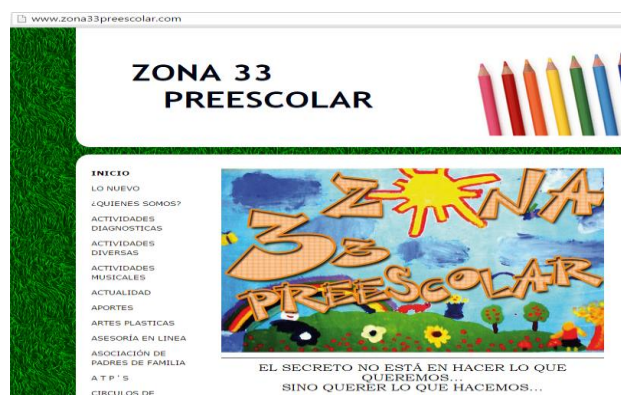 www.zona33preescolar.com
ZONA 33
PREESCOLAR
INICIO
LO NUEVO
¿QUIENES SOMOS?
ACTIVIDADES
DIAGNOSTICAS
ACTIVIDADES
DIVERSAS
ACTIVIDADES
MUSICALES
ACTUALIDAD
APORTES
ARTES PLASTICAS
ASESORÍA EN LINEA
ASOCIACIÓN DE
PADRES DE FAMILIA
A T P ' S
CIRCULOS DE
ZONA
33
PREESCOLAR
EL SECRETO NO ESTÁ EN HACER LO QUE
QUEREMOS...
SINO QUERER LO QUE HACEMOS...